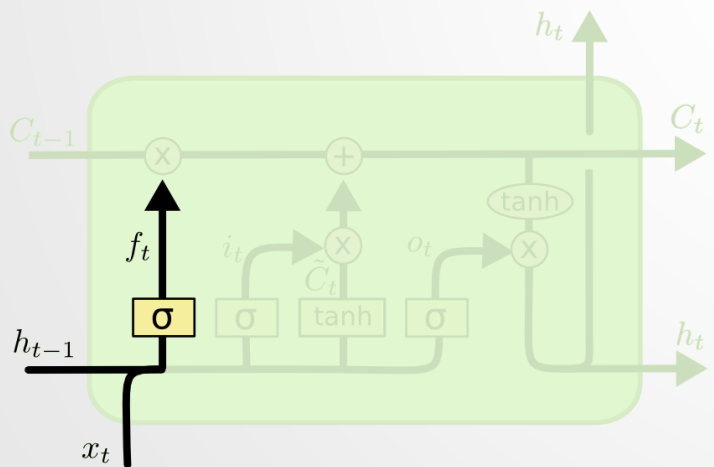 h_t
C_{t-1}
x
+
C_t
tanh
f_t
i_t
x
o_t
x
C̃_t
σ
σ
tanh
σ
h_{t-1}
h_t
x_t